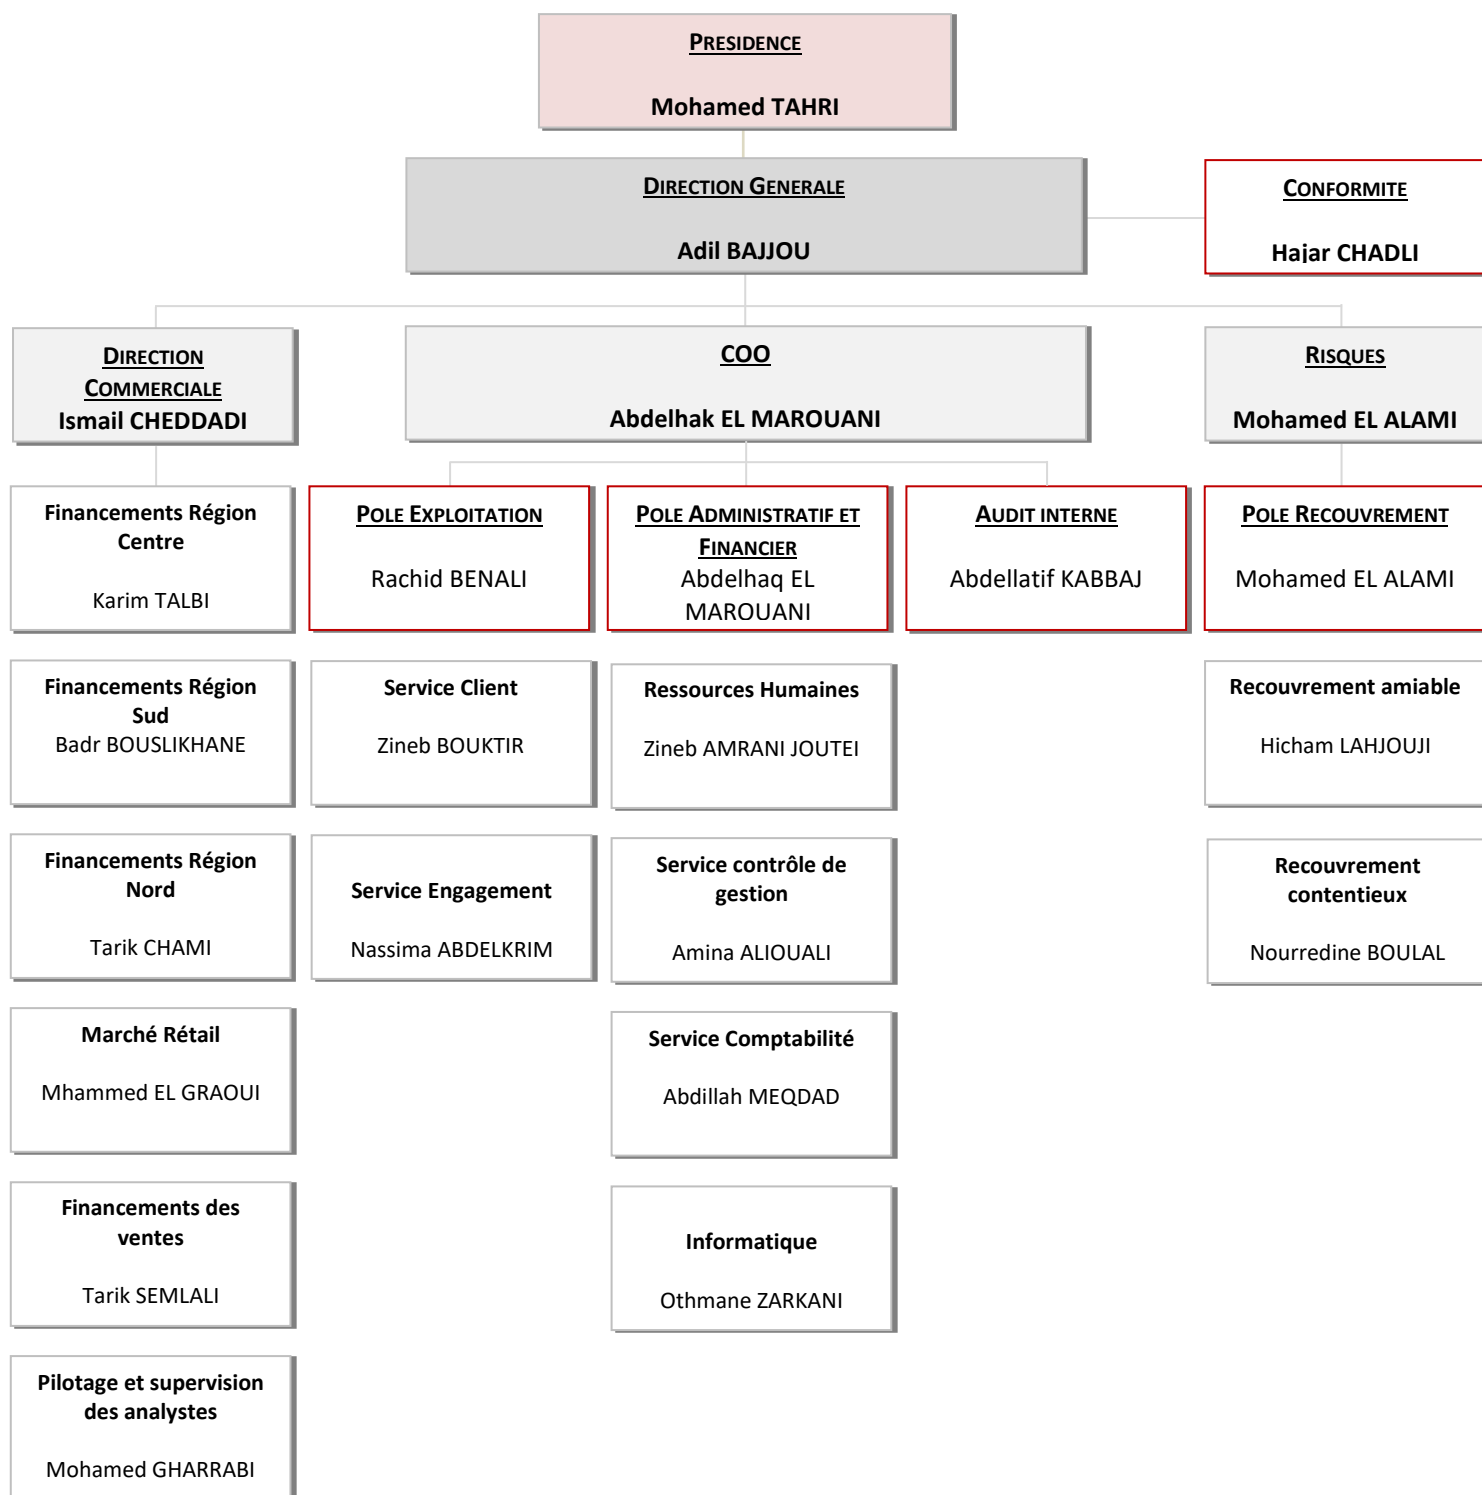 PRESIDENCE
Mohamed TAHRI
DIRECTION GENERALE
Adil BAJJOU
CONFORMITE
Hajar CHADLI
DIRECTION
COMMERCIALE
Ismail CHEDDADI
COO
Abdelhak EL MAROUANI
RISQUES
Mohamed EL ALAMI
Financements Région
Centre
Karim TALBI
POLE EXPLOITATION
Rachid BENALI
POLE ADMINISTRATIF ET
FINANCIER
Abdelhaq EL
MAROUANI
AUDIT INTERNE
Abdellatif KABBAJ
POLE RECOUVREMENT
Mohamed EL ALAMI
Financements Région
Sud
Badr BOUSLIKHANE
Service Client
Zineb BOUKTIR
Ressources Humaines
Zineb AMRANI JOUTEI
Recouvrement amiable
Hicham LAHJOUJI
Financements Région
Nord
Tarik CHAMI
Service Engagement
Nassima ABDELKRIM
Service contrôle de
gestion
Amina ALIOUALI
Recouvrement
contentieux
Nourredine BOULAL
Marché Rétail
Mhammed EL GRAOUI
Service Comptabilité
Abdillah MEQDAD
Financements des
ventes
Tarik SEMLALI
Informatique
Othmane ZARKANI
Pilotage et supervision
des analystes
Mohamed GHARRABI